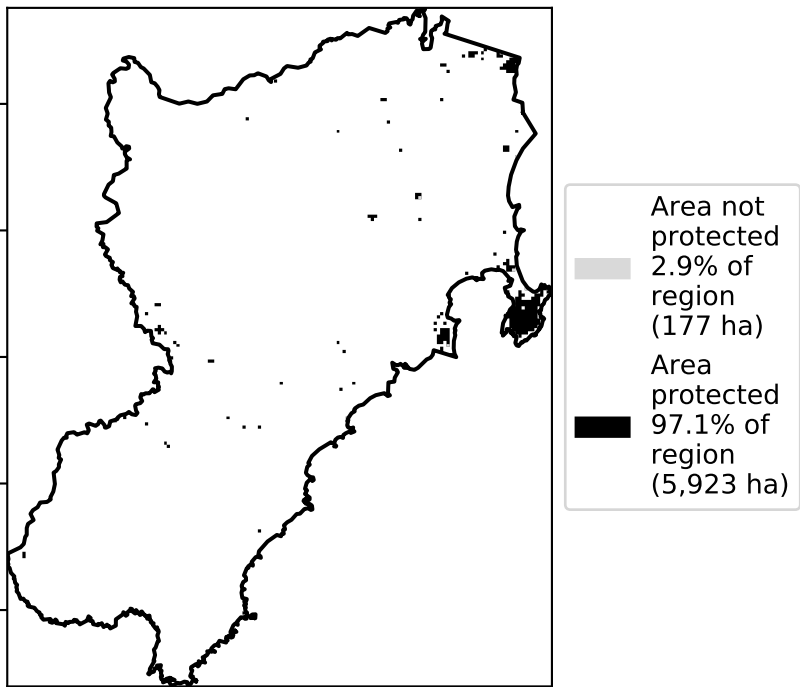 Area not
protected
2.9% of
region
(177 ha)
Area
protected
97.1% of
region
(5,923 ha)